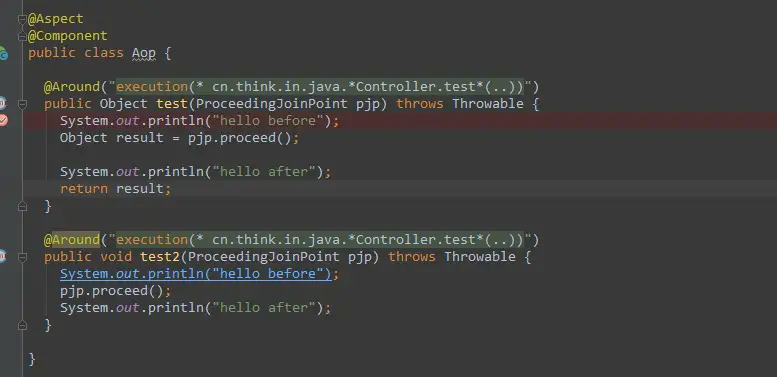 @Aspect
@Component
public class Aop {
@Around("execution(* cn.think.in.java.*Controller.test*(..))")
public Object test(ProceedingJoinPoint pjp) throws Throwable {
System.out.println("hello before");
Object result = pjp.proceed();
System.out.println("hello after");
return result;
}
@Around("execution(* cn.think.in.java.*Controller.test*(..))")
public void test2(ProceedingJoinPoint pjp) throws Throwable {
System.out.println("hello before");
pjp.proceed();
System.out.println("hello after");
}
}